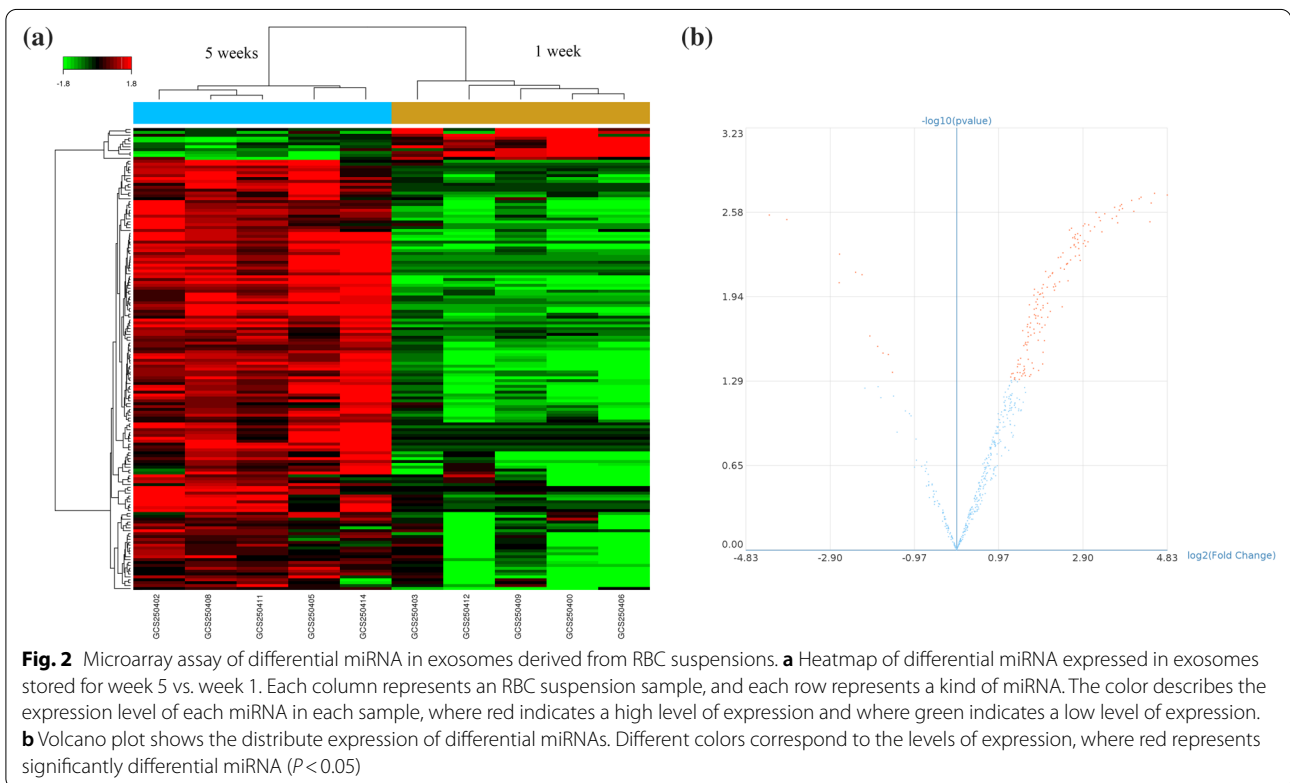 (a)
5 weeks
1 week
-1.8 1.8
GCS250402
GCS250408
GCS250411
GCS250405
GCS250414
GCS250403
GCS250412
GCS250409
GCS250400
GCS250406
(b)
-log10(pvalue)
3.23
2.58
1.94
1.29
0.65
0.00
-4.83 -2.90 -0.97 0.97 2.90 4.83
log2(Fold Change)
Fig. 2 Microarray assay of differential miRNA in exosomes derived from RBC suspensions. a Heatmap of differential miRNA expressed in exosomes
stored for week 5 vs. week 1. Each column represents an RBC suspension sample, and each row represents a kind of miRNA. The color describes the
expression level of each miRNA in each sample, where red indicates a high level of expression and where green indicates a low level of expression.
b Volcano plot shows the distribute expression of differential miRNAs. Different colors correspond to the levels of expression, where red represents
significantly differential miRNA (P < 0.05)